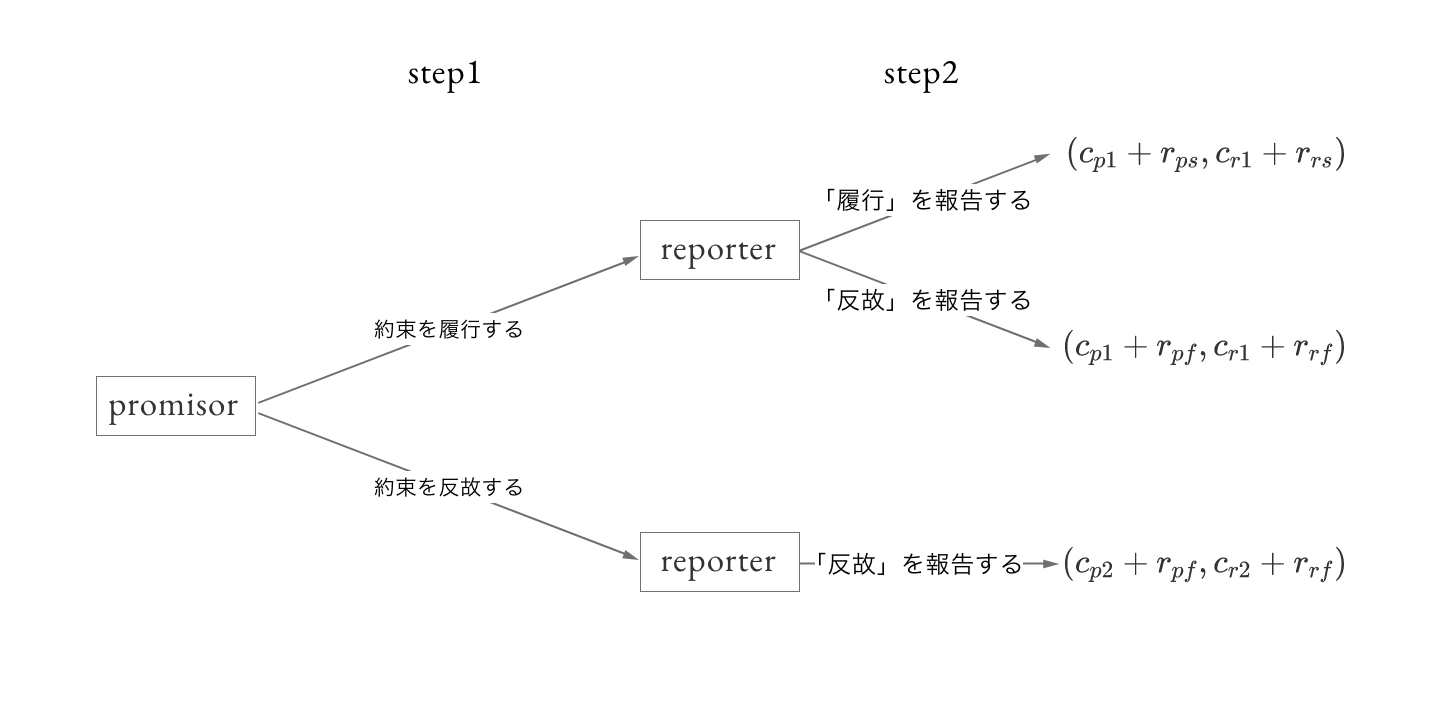 step1
step2
(c_{p1} + r_{ps}, c_{r1} + r_{rs})
「履行」を報告する
reporter
「反故」を報告する
約束を履行する
(c_{p1} + r_{pf}, c_{r1} + r_{rf})
promisor
約束を反故する
reporter
「反故」を報告する
(c_{p2} + r_{pf}, c_{r2} + r_{rf})